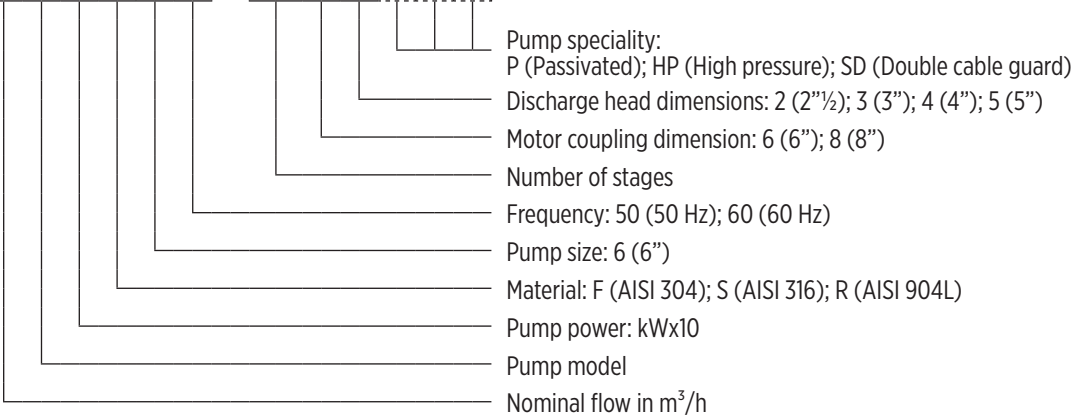 Pump speciality:
P (Passivated); HP (High pressure); SD (Double cable guard)
Discharge head dimensions: 2 (2”½); 3 (3”); 4 (4”); 5 (5”)
Motor coupling dimension: 6 (6”); 8 (8”)
Number of stages
Frequency: 50 (50 Hz); 60 (60 Hz)
Pump size: 6 (6”)
Material: F (AISI 304); S (AISI 316); R (AISI 904L)
Pump power: kWx10
Pump model
Nominal flow in m³/h